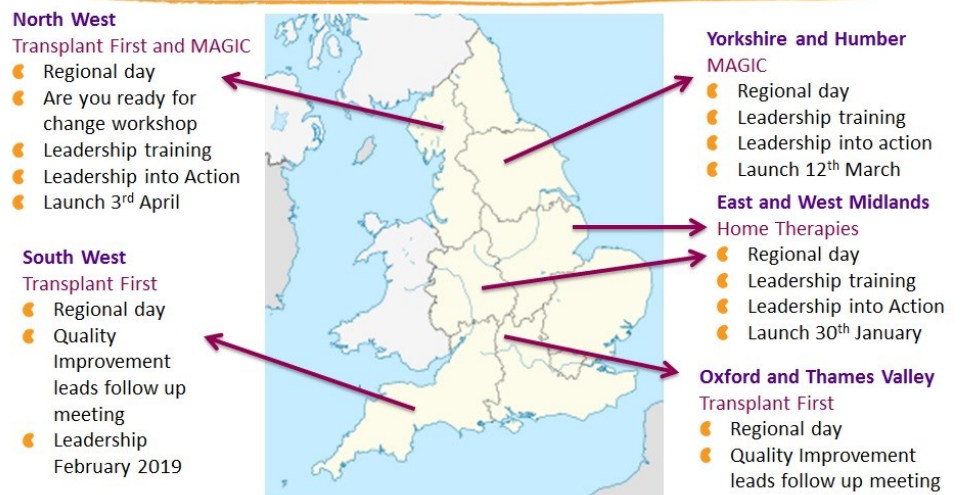 North West
Transplant First and MAGIC
Regional day
Are you ready for
change workshop
Leadership training
Leadership into Action
Launch 3rd April
South West
Transplant First
Regional day
Quality
Improvement
leads follow up
meeting
Leadership
February 2019
Yorkshire and Humber
MAGIC
Regional day
Leadership training
Leadership into action
Launch 12th March
East and West Midlands
Home Therapies
Regional day
Leadership training
Leadership into Action
Launch 30th January
Oxford and Thames Valley
Transplant First
Regional day
Quality Improvement
leads follow up meeting